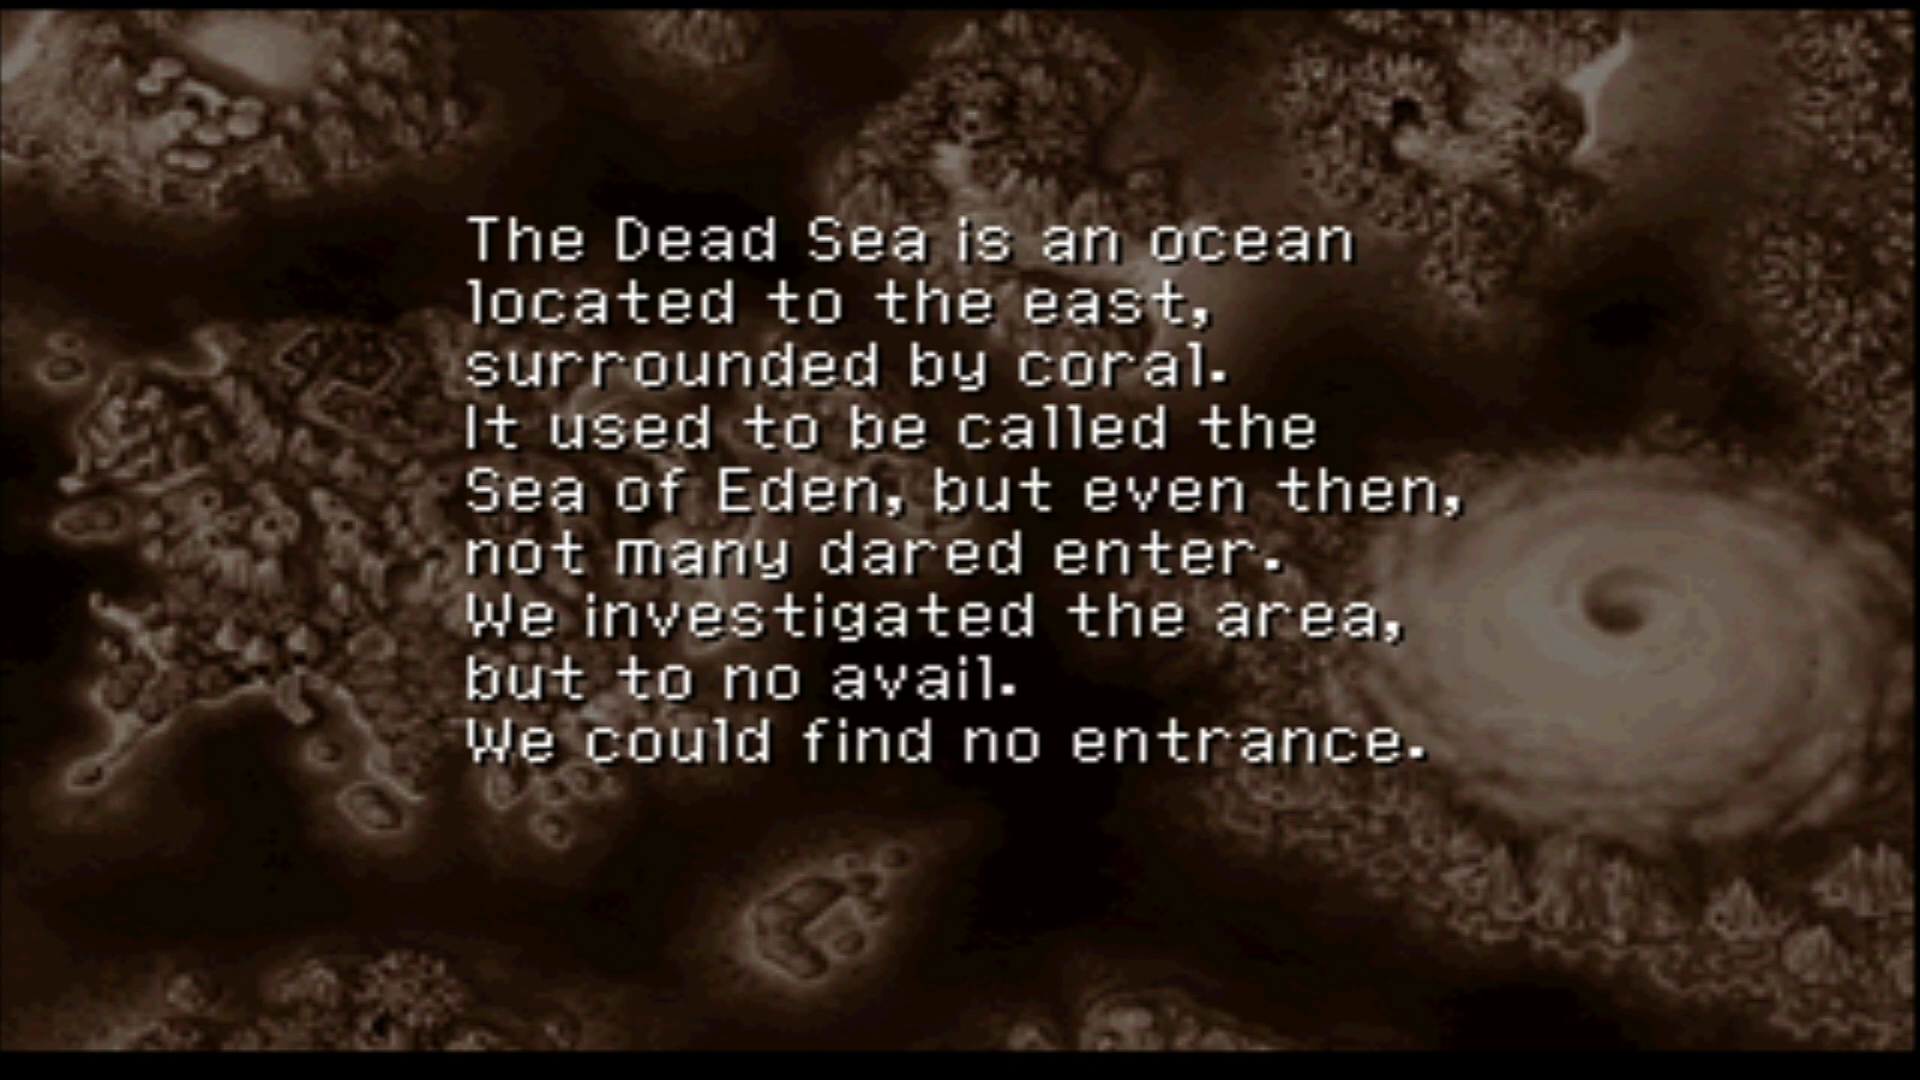 The Dead Sea is an ocean
located to the east,
surrounded by coral.
It used to be called the
Sea of Eden, but even then,
not many dared enter.
We investigated the area,
but to no avail.
We could find no entrance.